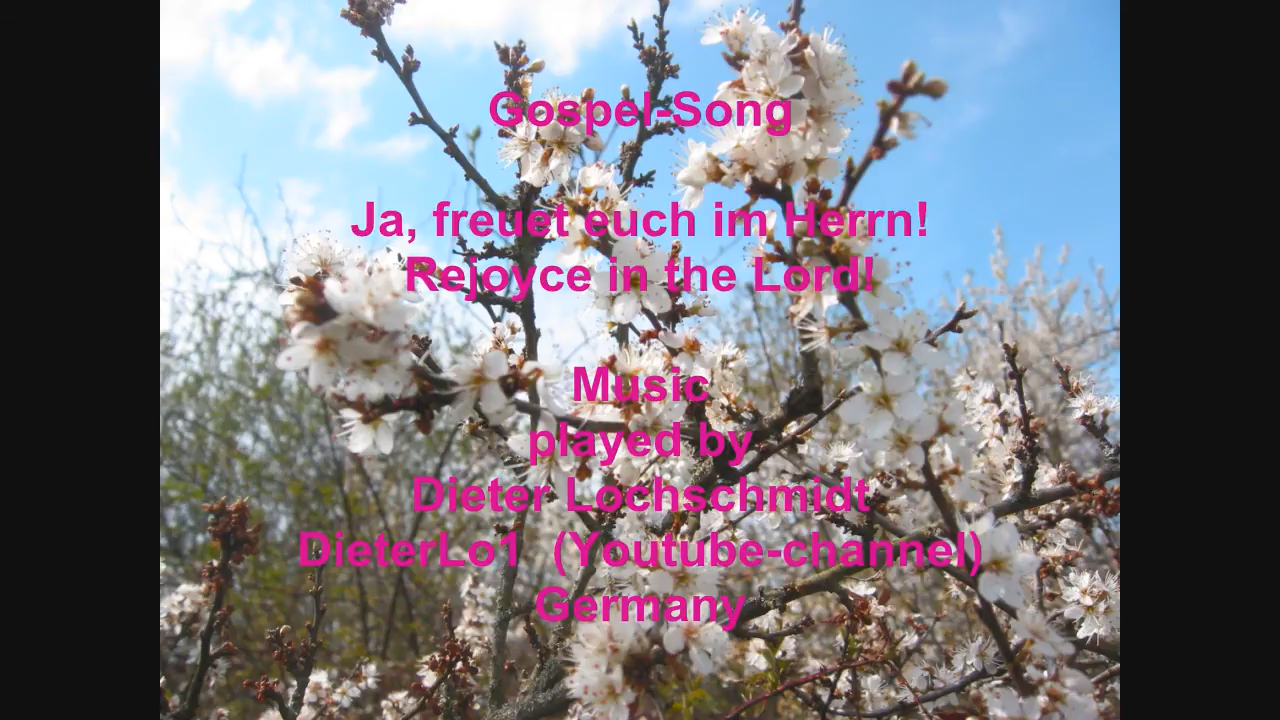 Gospel-Song
Ja, freuet euch im Herrn!
Rejoyce in the Lord!
Music
played by
Dieter Lochschmidt
DieterLo1 (Youtube-channel)
Germany